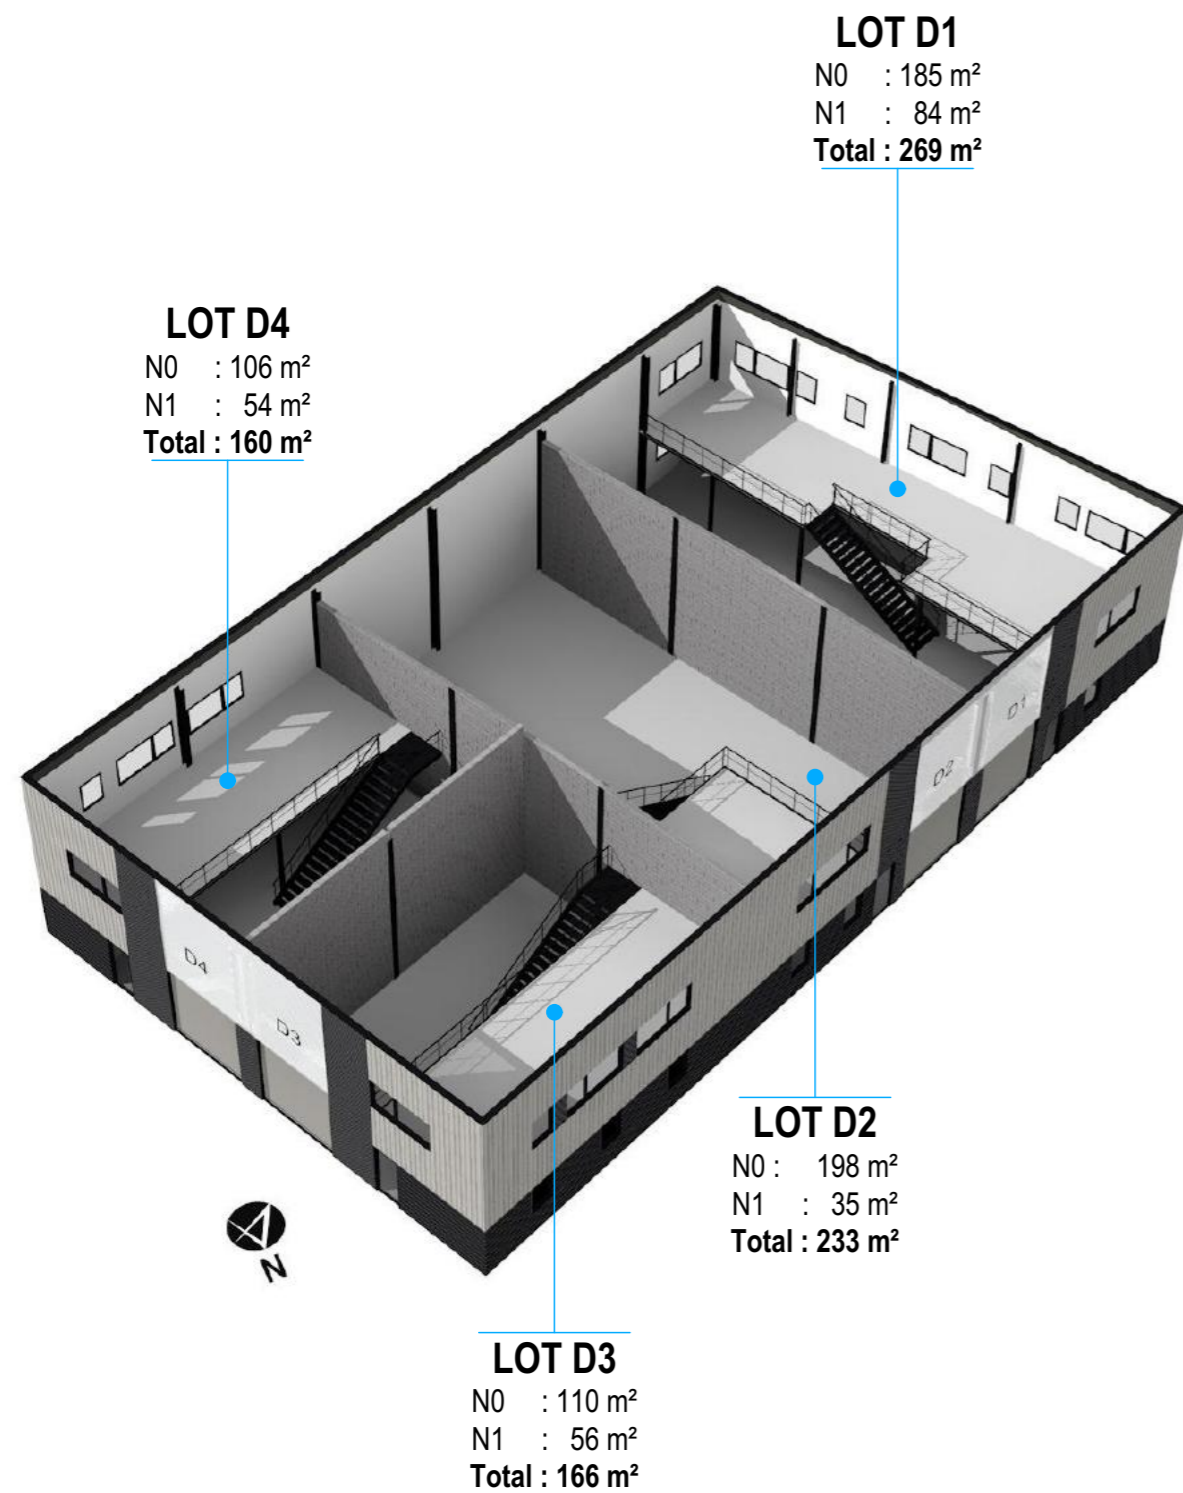 LOT D1
N0 : 185 m²
N1 : 84 m²
Total : 269 m²
LOT D4
N0 : 106 m²
N1 : 54 m²
Total : 160 m²
D1
D2
D4
D3
LOT D2
N0 : 198 m²
N1 : 35 m²
Total : 233 m²
N
LOT D3
N0 : 110 m²
N1 : 56 m²
Total : 166 m²